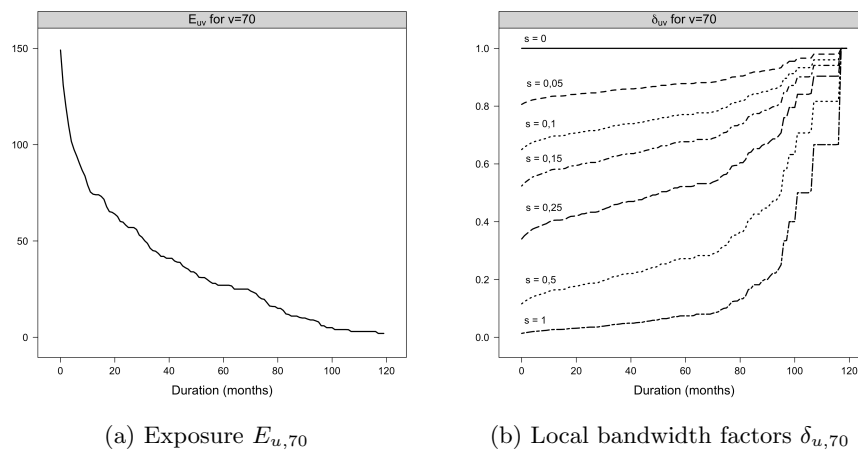 E_uv for v=70
150
100
50
0
0 20 40 60 80 100 120
Duration (months)
(a) Exposure E_{u,70}
δ_uv for v=70
1.0
0.8
0.6
0.4
0.2
0.0
s = 0
s = 0,05
s = 0,1
s = 0,15
s = 0,25
s = 0,5
s = 1
0 20 40 60 80 100 120
Duration (months)
(b) Local bandwidth factors δ_{u,70}